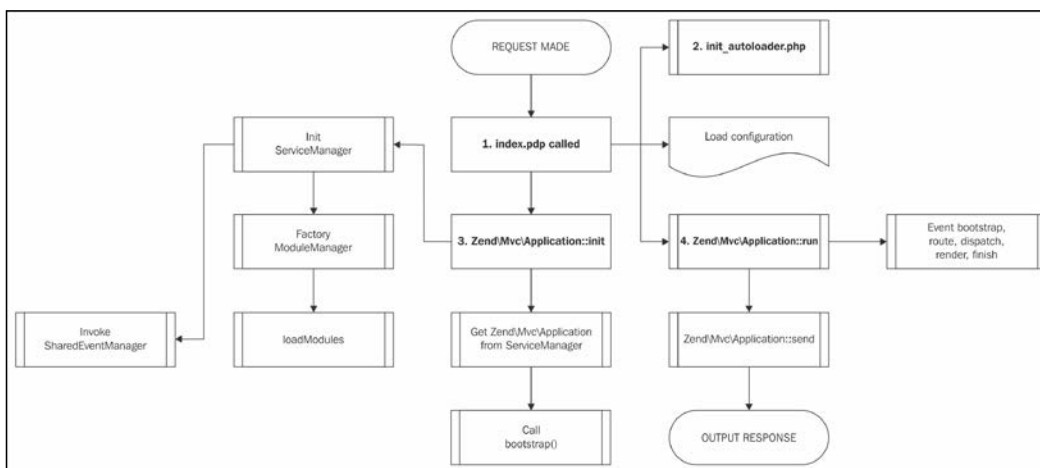 REQUEST MADE
2. init_autoloader.php
Init
ServiceManager
1. index.pdp called
Load configuration
Factory
ModuleManager
3. Zend\Mvc\Application::init
4. Zend\Mvc\Application::run
Event bootstrap,
route, dispatch,
render, finish
Invoke
SharedEventManager
loadModules
Get Zend\Mvc\Application
from ServiceManager
Zend\Mvc\Application::send
Call
bootstrap()
OUTPUT RESPONSE